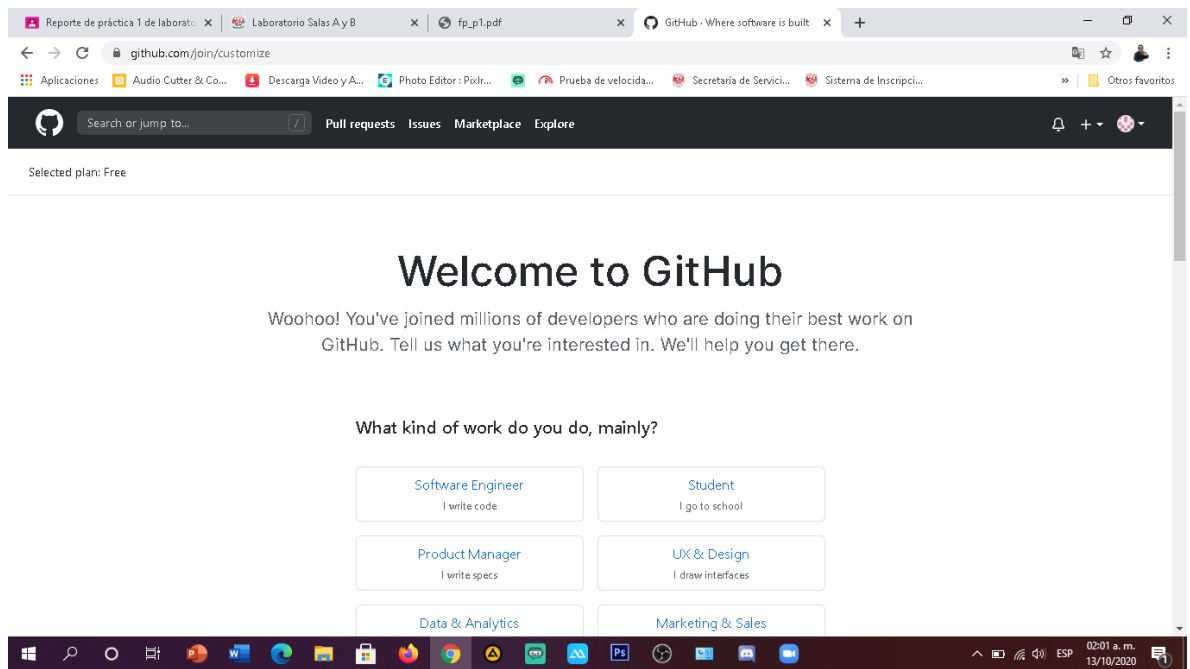 Reporte de práctica 1 de laborato
Laboratorio Salas A y B
fp_p1.pdf
GitHub · Where software is built
github.com/join/customize
Aplicaciones
Audio Cutter & Co...
Descarga Video y A...
Photo Editor : Pixlr...
Prueba de velocida...
Secretaría de Servici...
Sistema de Inscripci...
»
Otros favoritos
Search or jump to...
/
Pull requests
Issues
Marketplace
Explore
Selected plan: Free
Welcome to GitHub
Woohoo! You've joined millions of developers who are doing their best work on
GitHub. Tell us what you're interested in. We'll help you get there.
What kind of work do you do, mainly?
Software Engineer
I write code
Student
I go to school
Product Manager
I write specs
UX & Design
I draw interfaces
Data & Analytics
Marketing & Sales
Ps
ESP
02:01 a. m.
13/10/2020
1